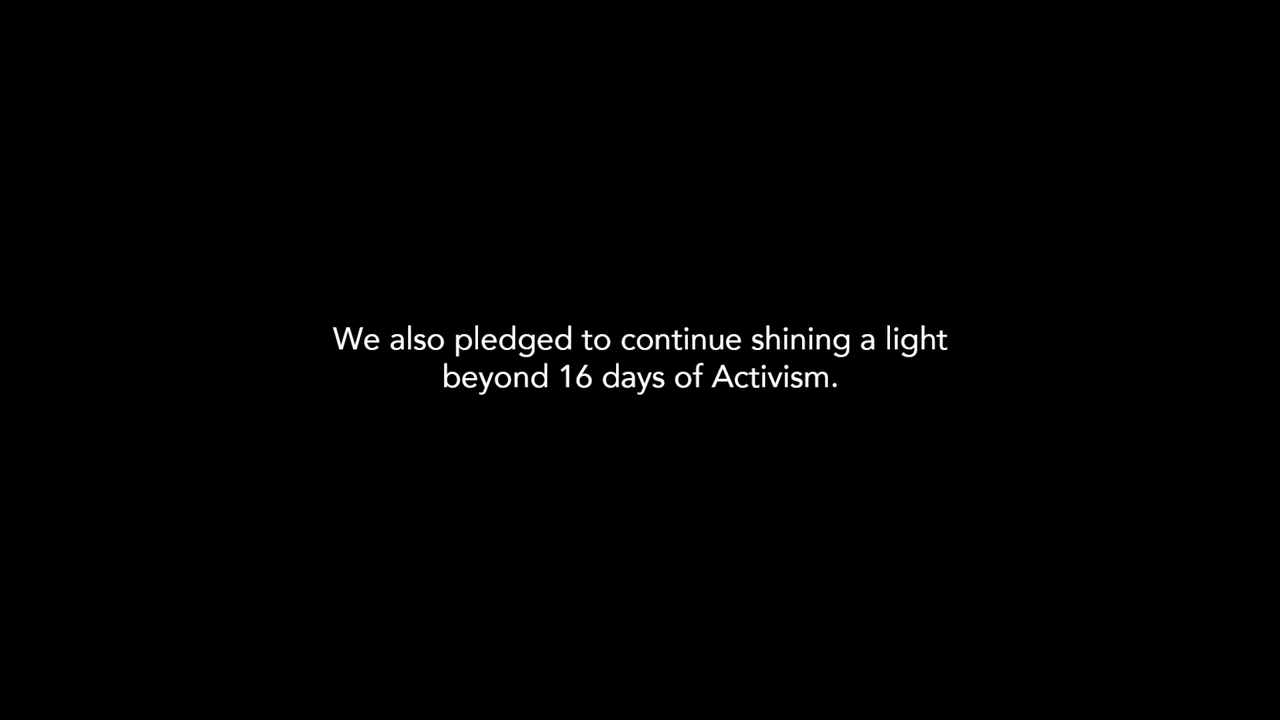 We also pledged to continue shining a light
beyond 16 days of Activism.